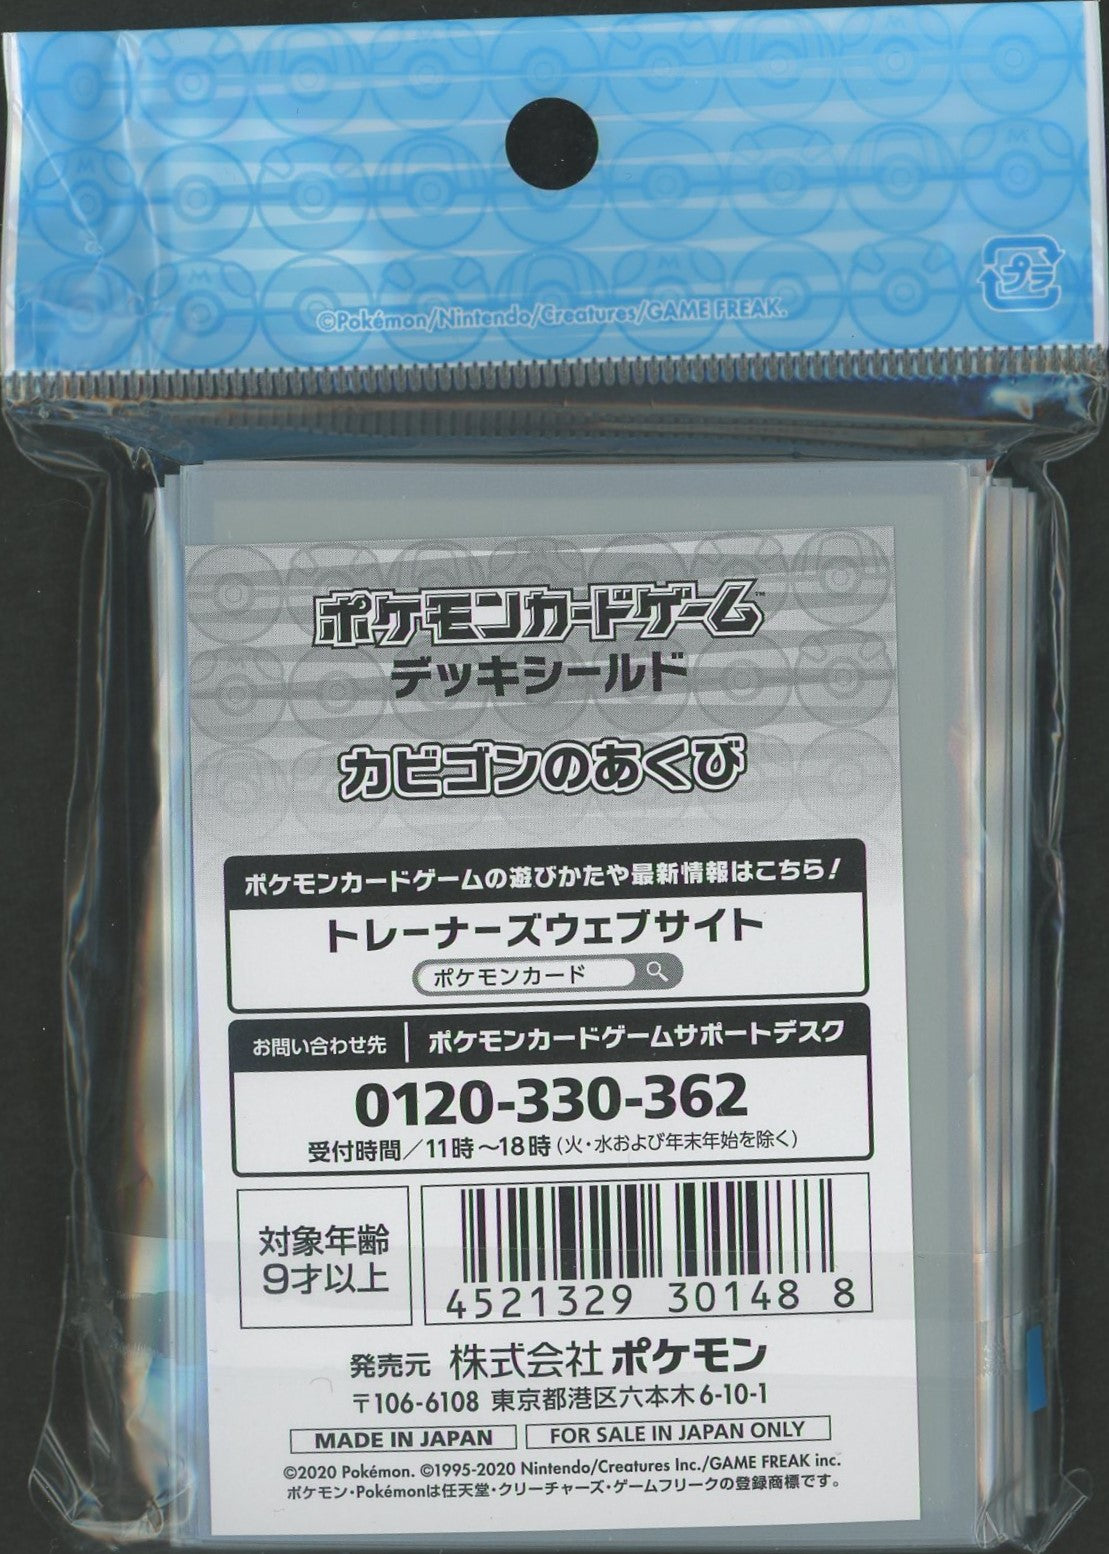 ©Pokémon/Nintendo/Creatures/GAME FREAK.
プラ
ポケモンカードゲーム™
デッキシールド
カビゴンのあくび
ポケモンカードゲームの遊びかたや最新情報はこちら!
トレーナーズウェブサイト
ポケモンカード
お問い合わせ先 ポケモンカードゲームサポートデスク
0120-330-362
受付時間/11時~18時(火・水および年末年始を除く)
対象年齢
9才以上
4521329 30148 8
発売元 株式会社ポケモン
〒106-6108 東京都港区六本木6-10-1
MADE IN JAPAN FOR SALE IN JAPAN ONLY
©2020 Pokémon. ©1995-2020 Nintendo/Creatures Inc./GAME FREAK inc.
ポケモン・Pokémonは任天堂・クリーチャーズ・ゲームフリークの登録商標です。